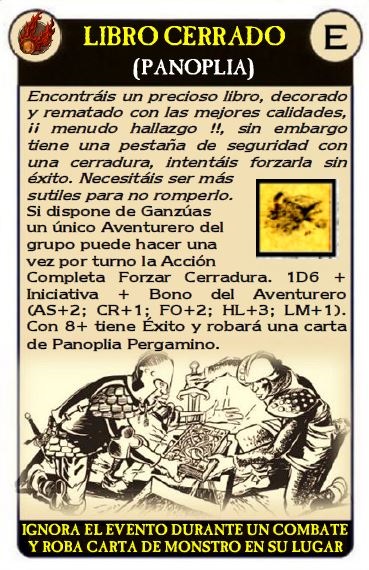 LIBRO CERRADO
E
(PANOPLIA)
Encontráis un precioso libro, decorado
y rematado con las mejores calidades,
¡¡ menudo hallazgo !!, sin embargo
tiene una pestaña de seguridad con
una cerradura, intentáis forzarla sin
éxito. Necesitáis ser más
sutiles para no romperlo.
Si dispone de Ganzúas
un único Aventurero del
grupo puede hacer una
vez por turno la Acción
Completa Forzar Cerradura. 1D6 +
Iniciativa + Bono del Aventurero
(AS+2; CR+1; FO+2; HL+3; LM+1).
Con 8+ tiene Éxito y robará una carta
de Panoplia Pergamino.
IGNORA EL EVENTO DURANTE UN COMBATE
Y ROBA CARTA DE MONSTRO EN SU LUGAR